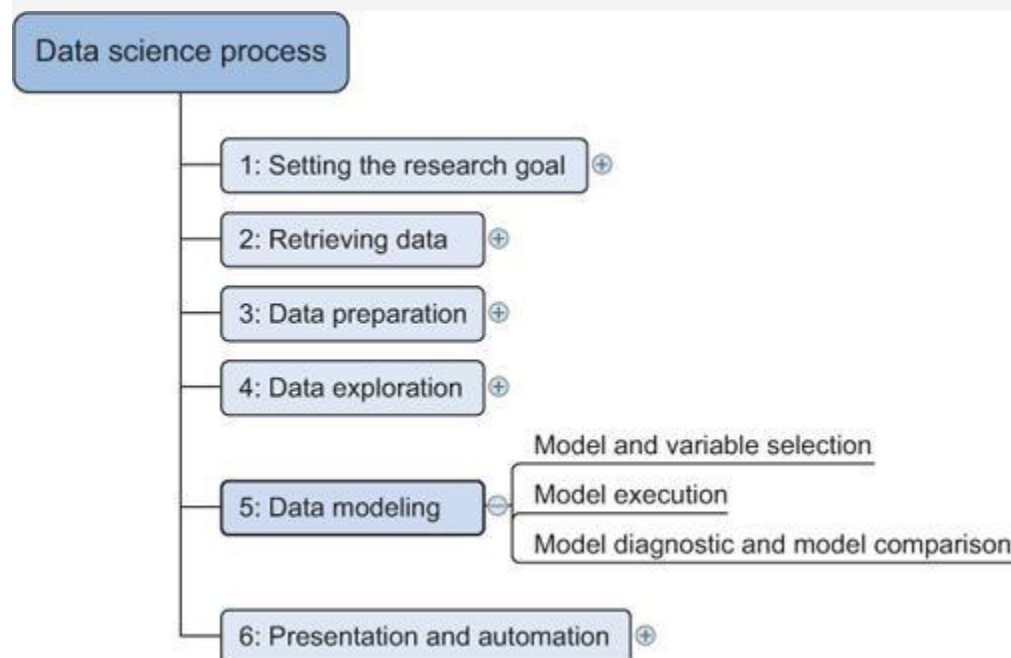 Data science process
1: Setting the research goal
2: Retrieving data
3: Data preparation
4: Data exploration
5: Data modeling
Model and variable selection
Model execution
Model diagnostic and model comparison
6: Presentation and automation